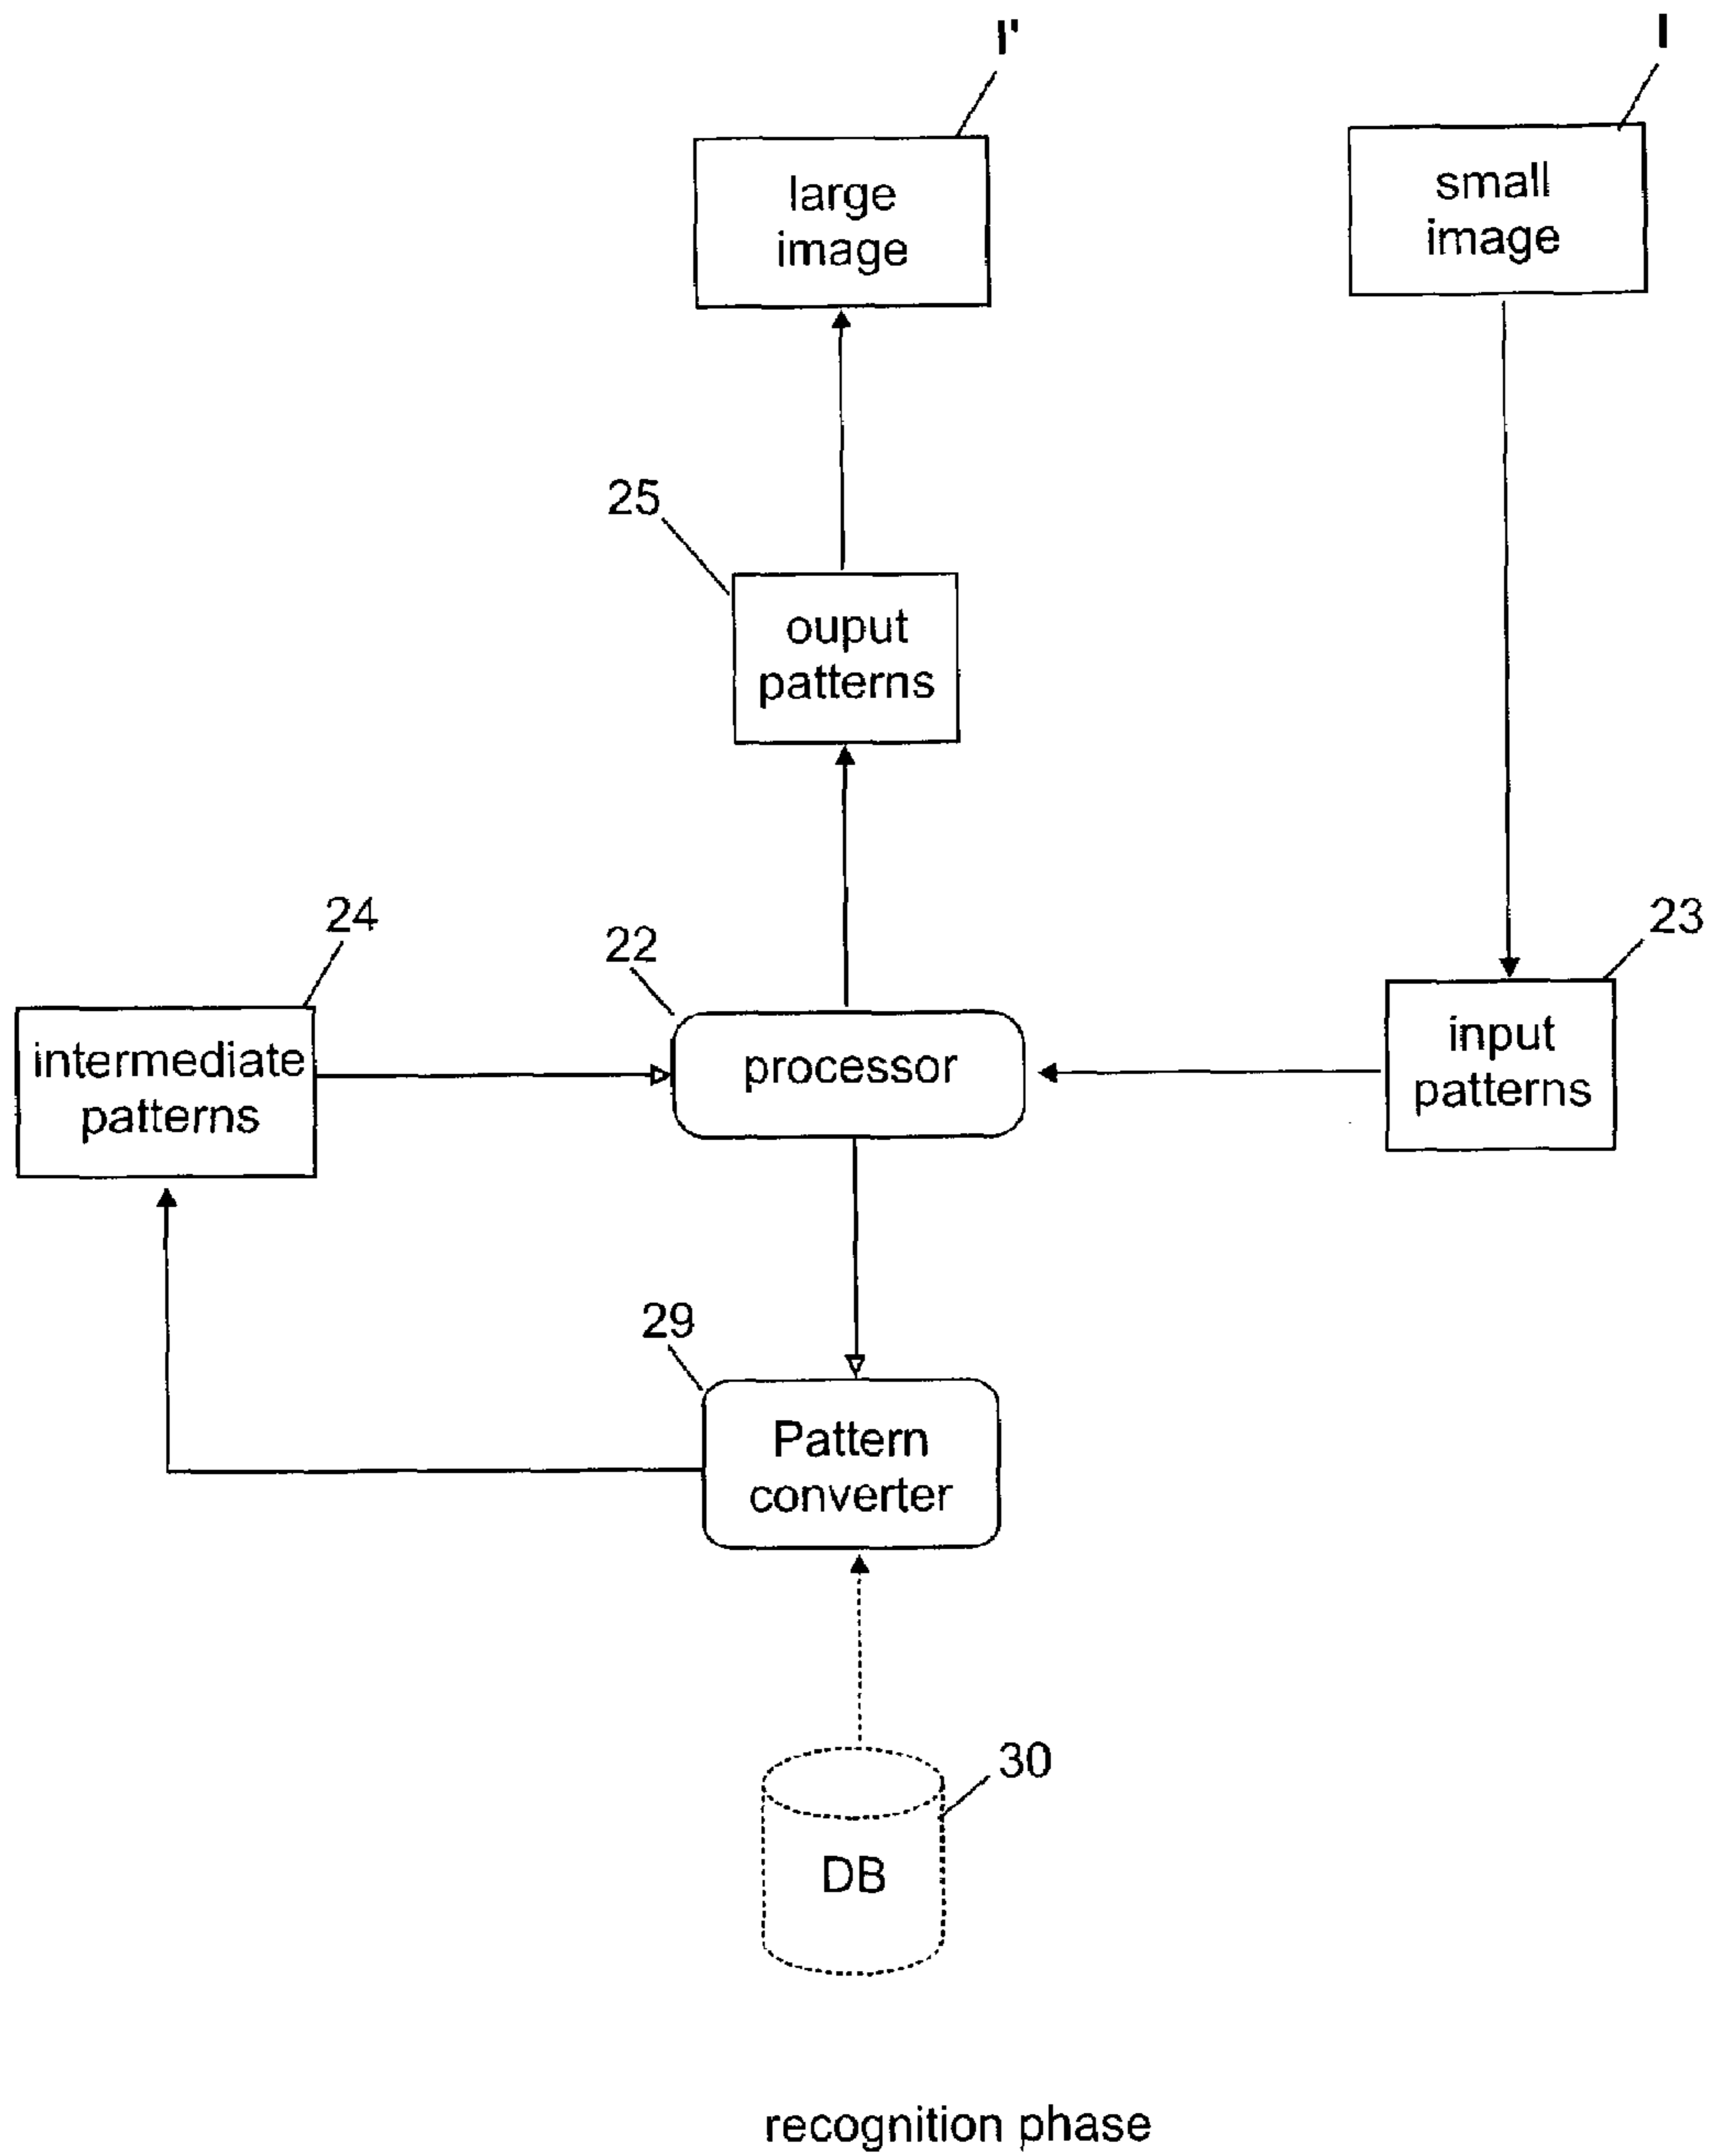 I'
I
large
image
small
image
25
ouput
patterns
24
22
23
intermediate
patterns
processor
input
patterns
29
Pattern
converter
30
DB
recognition phase